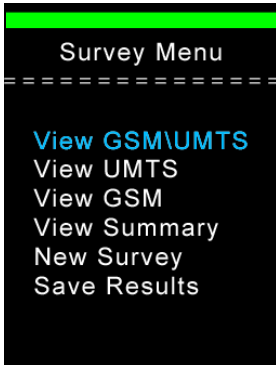 Survey Menu
================
View GSM\UMTS
View UMTS
View GSM
View Summary
New Survey
Save Results